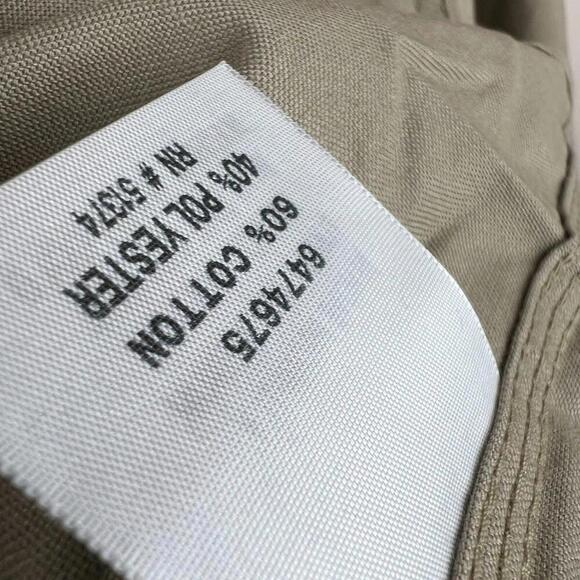 6474675
60% COTTON
40% POLYESTER
RN # 51374